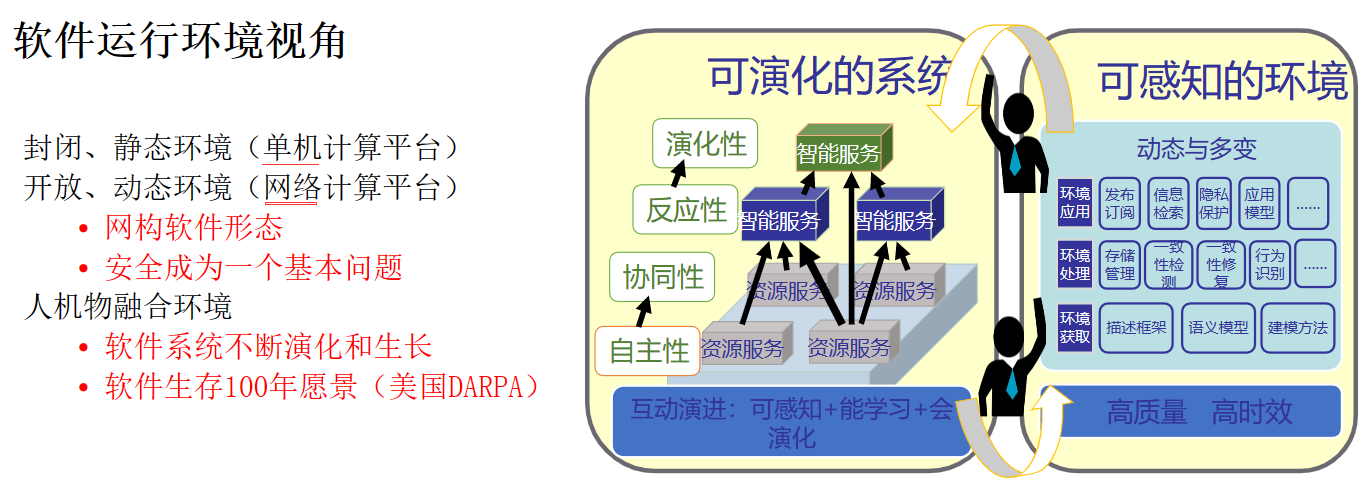 软件运行环境视角
封闭、静态环境（单机计算平台）
开放、动态环境（网络计算平台）
• 网构软件形态
• 安全成为一个基本问题
人机物融合环境
• 软件系统不断演化和生长
• 软件生存100年愿景（美国DARPA）
可演化的系统
演化性
反应性
协同性
自主性
智能服务
智能服务
智能服务
资源服务
资源服务
资源服务
资源服务
互动演进：可感知+能学习+会
演化
可感知的环境
动态与多变
环境
应用
发布
订阅
信息
检索
隐私
保护
应用
模型
......
环境
处理
存储
管理
一致
性检
测
一致
性修
复
行为
识别
......
环境
获取
描述框架
语义模型
建模方法
高质量 高时效